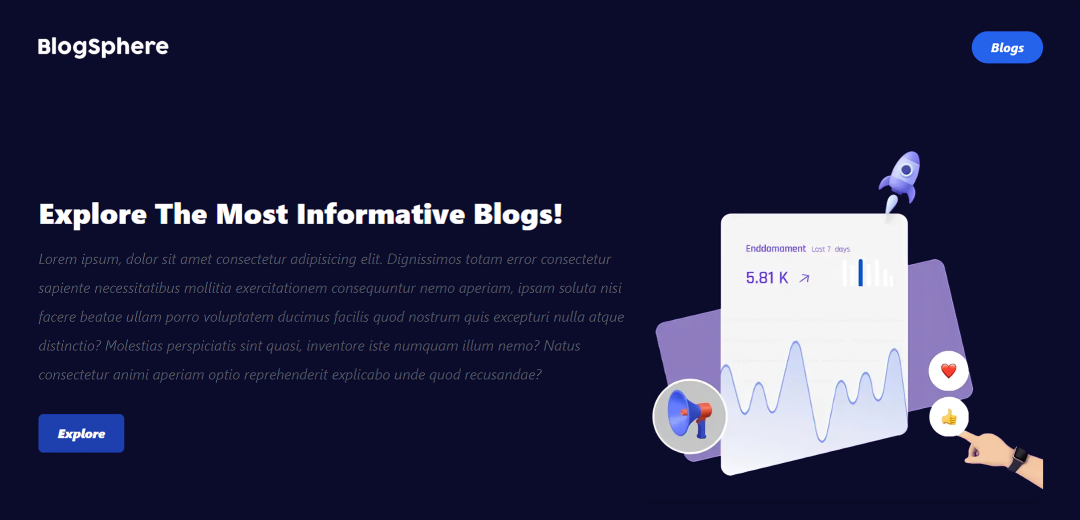 BlogSphere
Blogs
Explore The Most Informative Blogs!
Lorem ipsum, dolor sit amet consectetur adipisicing elit. Dignissimos totam error consectetur
sapiente necessitatibus mollitia exercitationem consequuntur nemo aperiam, ipsam soluta nisi
facere beatae ullam porro voluptatem ducimus facilis quod nostrum quis excepturi nulla atque
distinctio? Molestias perspiciatis sint quasi, inventore iste numquam illum nemo? Natus
consectetur animi aperiam optio reprehenderit explicabo unde quod recusandae?
Explore
Enddamament Last 7 days
5.81 K